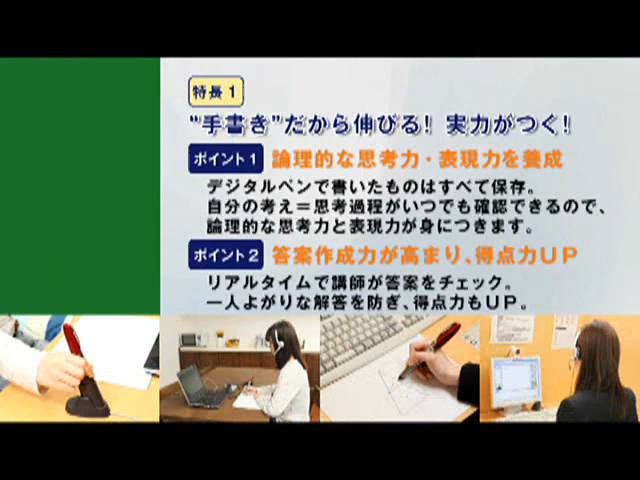 特長1
“手書き”だから伸びる！ 実力がつく！
ポイント1 論理的な思考力・表現力を養成
デジタルペンで書いたものはすべて保存。
自分の考え＝思考過程がいつでも確認できるので、
論理的な思考力と表現力が身につきます。
ポイント2 答案作成力が高まり、得点力UP
リアルタイムで講師が答案をチェック。
一人よがりな解答を防ぎ、得点力もUP。